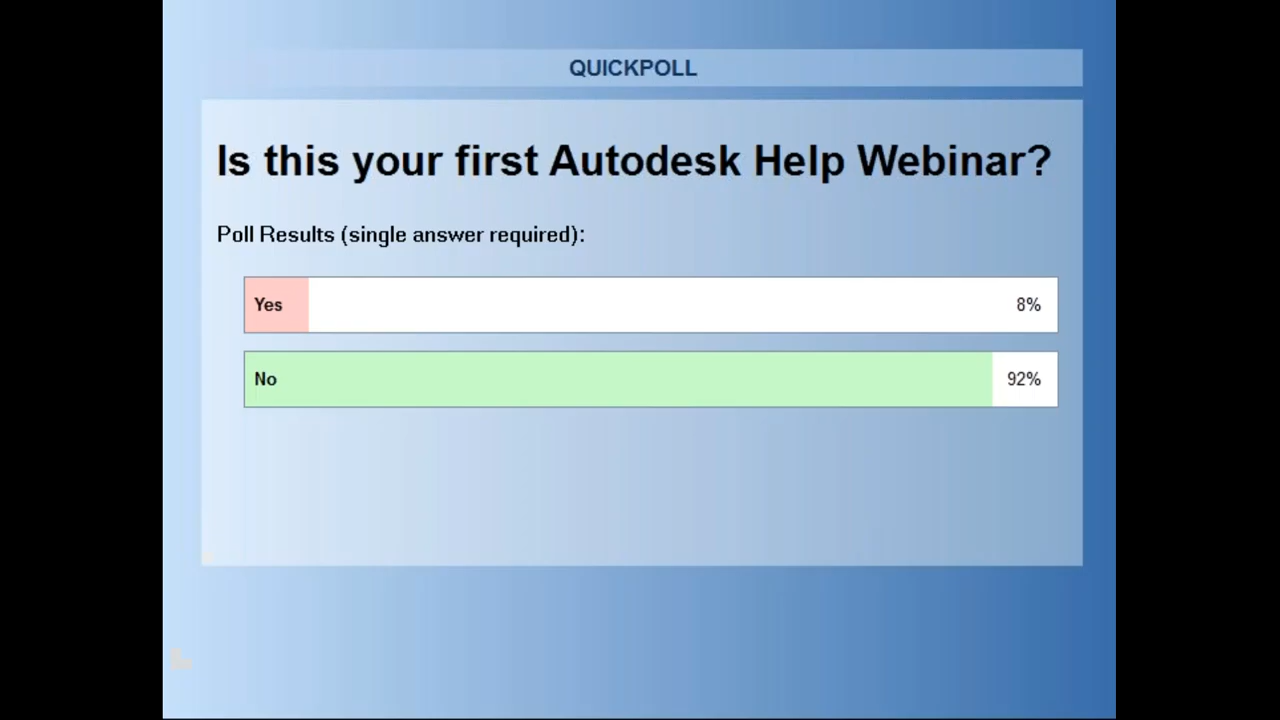 QUICKPOLL
Is this your first Autodesk Help Webinar?
Poll Results (single answer required):
Yes 8%
No 92%